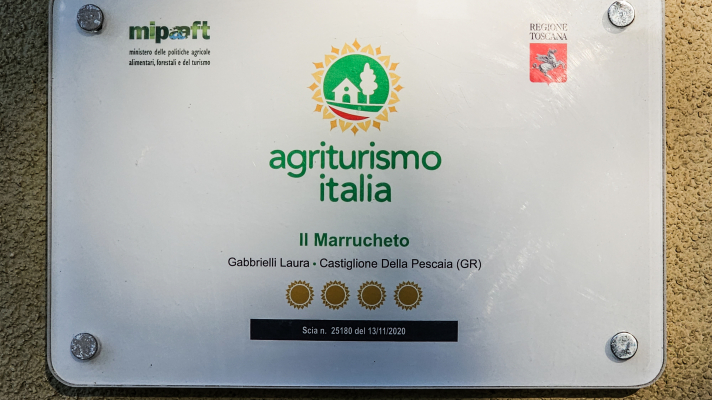 mipaaft
ministero delle politiche agricole
alimentari, forestali e del turismo
REGIONE
TOSCANA
agriturismo
italia
Il Marrucheto
Gabbrielli Laura • Castiglione Della Pescaia (GR)
Scia n. 25180 del 13/11/2020